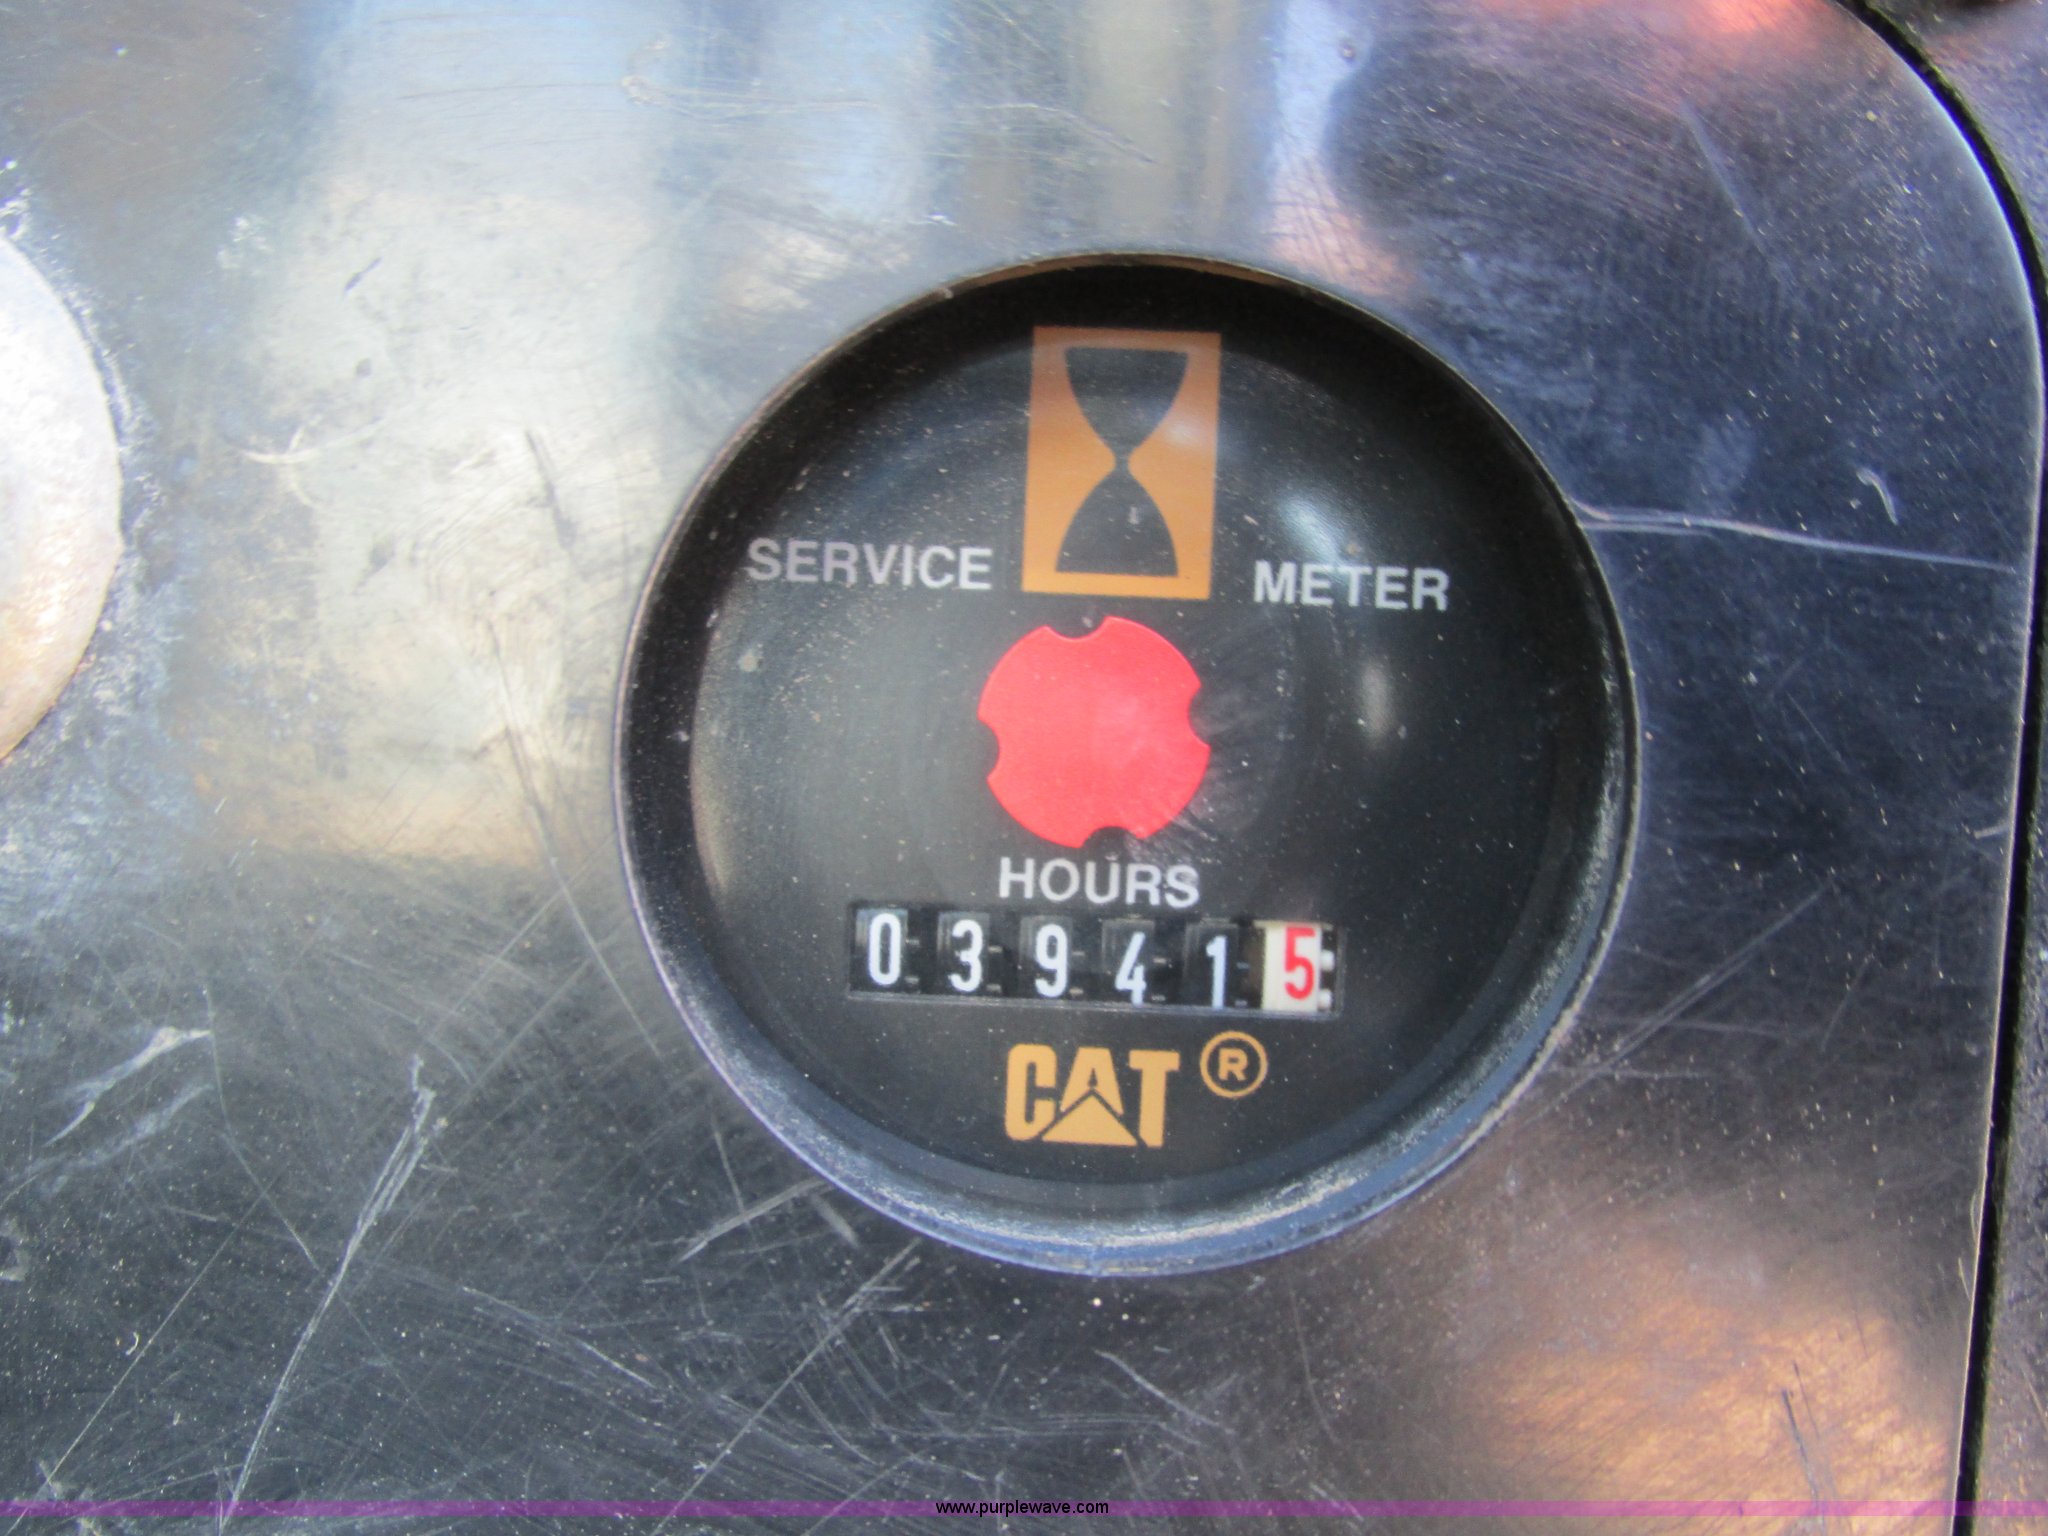 SERVICE METER
HOURS
039415
CAT ®
www.purplewave.com